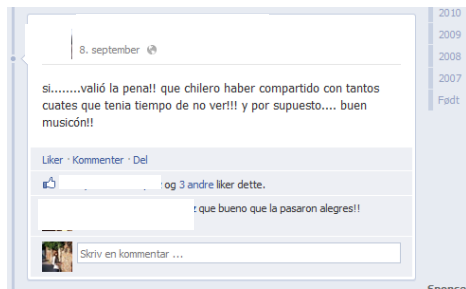 2010
2009
2008
2007
Født
8. september
si........valió la pena!! que chilero haber compartido con tantos
cuates que tenia tiempo de no ver!!! y por supuesto.... buen
musicón!!
Liker · Kommenter · Del
og 3 andre liker dette.
que bueno que la pasaron alegres!!
Skriv en kommentar ...